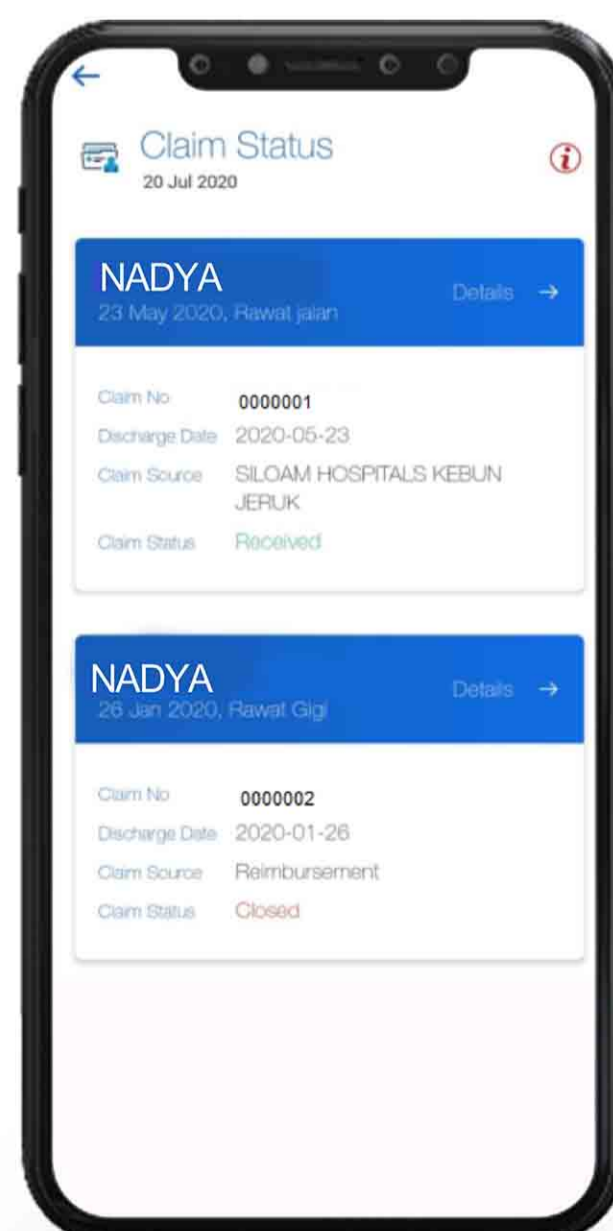 Claim Status
20 Jul 2020
NADYA
23 May 2020, Rawat jalan
Details →
Claim No 0000001
Discharge Date 2020-05-23
Claim Source SILOAM HOSPITALS KEBUN
JERUK
Claim Status Received
NADYA
26 Jan 2020, Rawat Gigi
Details →
Claim No 0000002
Discharge Date 2020-01-26
Claim Source Reimbursement
Claim Status Closed